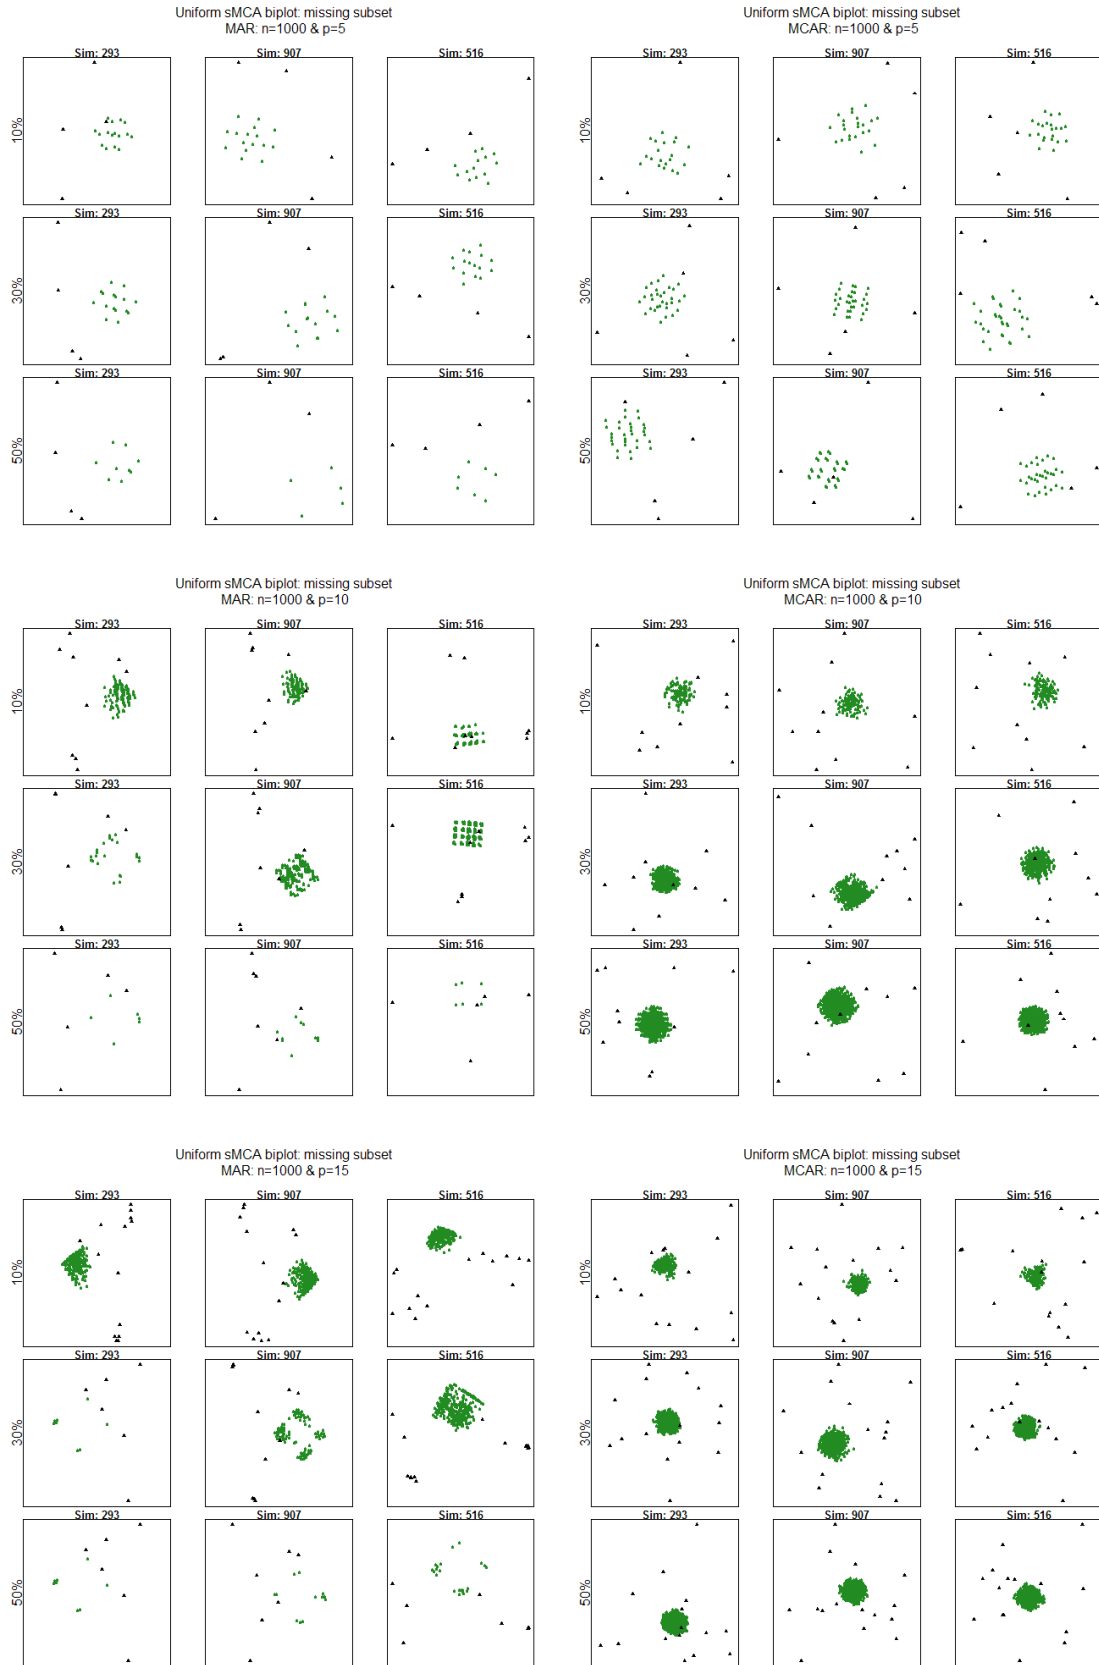 Uniform sMCA biplot: missing subset
MAR: n=1000 & p=5
Sim: 293
Sim: 907
Sim: 516
10%
Sim: 293
Sim: 907
Sim: 516
30%
Sim: 293
Sim: 907
Sim: 516
50%
Uniform sMCA biplot: missing subset
MCAR: n=1000 & p=5
Sim: 293
Sim: 907
Sim: 516
10%
Sim: 293
Sim: 907
Sim: 516
30%
Sim: 293
Sim: 907
Sim: 516
50%
Uniform sMCA biplot: missing subset
MAR: n=1000 & p=10
Sim: 293
Sim: 907
Sim: 516
10%
Sim: 293
Sim: 907
Sim: 516
30%
Sim: 293
Sim: 907
Sim: 516
50%
Uniform sMCA biplot: missing subset
MCAR: n=1000 & p=10
Sim: 293
Sim: 907
Sim: 516
10%
Sim: 293
Sim: 907
Sim: 516
30%
Sim: 293
Sim: 907
Sim: 516
50%
Uniform sMCA biplot: missing subset
MAR: n=1000 & p=15
Sim: 293
Sim: 907
Sim: 516
10%
Sim: 293
Sim: 907
Sim: 516
30%
Sim: 293
Sim: 907
Sim: 516
50%
Uniform sMCA biplot: missing subset
MCAR: n=1000 & p=15
Sim: 293
Sim: 907
Sim: 516
10%
Sim: 293
Sim: 907
Sim: 516
30%
Sim: 293
Sim: 907
Sim: 516
50%